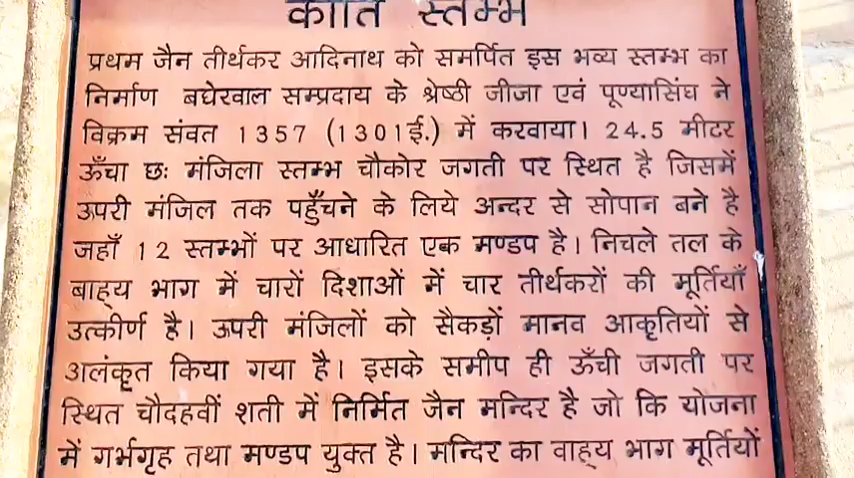 कीर्ति स्तम्भ
प्रथम जैन तीर्थकर आदिनाथ को समर्पित इस भव्य स्तम्भ का
निर्माण बघेरवाल सम्प्रदाय के श्रेष्ठी जीजा एवं पूण्यासिंघ ने
विक्रम संवत 1357 (1301ई.) में करवाया। 24.5 मीटर
ऊँचा छः मंजिला स्तम्भ चौकोर जगती पर स्थित है जिसमें
ऊपरी मंजिल तक पहुँचने के लिये अन्दर से सोपान बने है
जहाँ 12 स्तम्भों पर आधारित एक मण्डप है। निचले तल के
बाह्य भाग में चारों दिशाओं में चार तीर्थकरों की मूर्तियाँ
उत्कीर्ण है। ऊपरी मंजिलों को सैकड़ों मानव आकृतियों से
अलंकृत किया गया है। इसके समीप ही ऊँची जगती पर
स्थित चौदहवीं शती में निर्मित जैन मन्दिर है जो कि योजना
में गर्भगृह तथा मण्डप युक्त है। मन्दिर का वाह्य भाग मूर्तियों